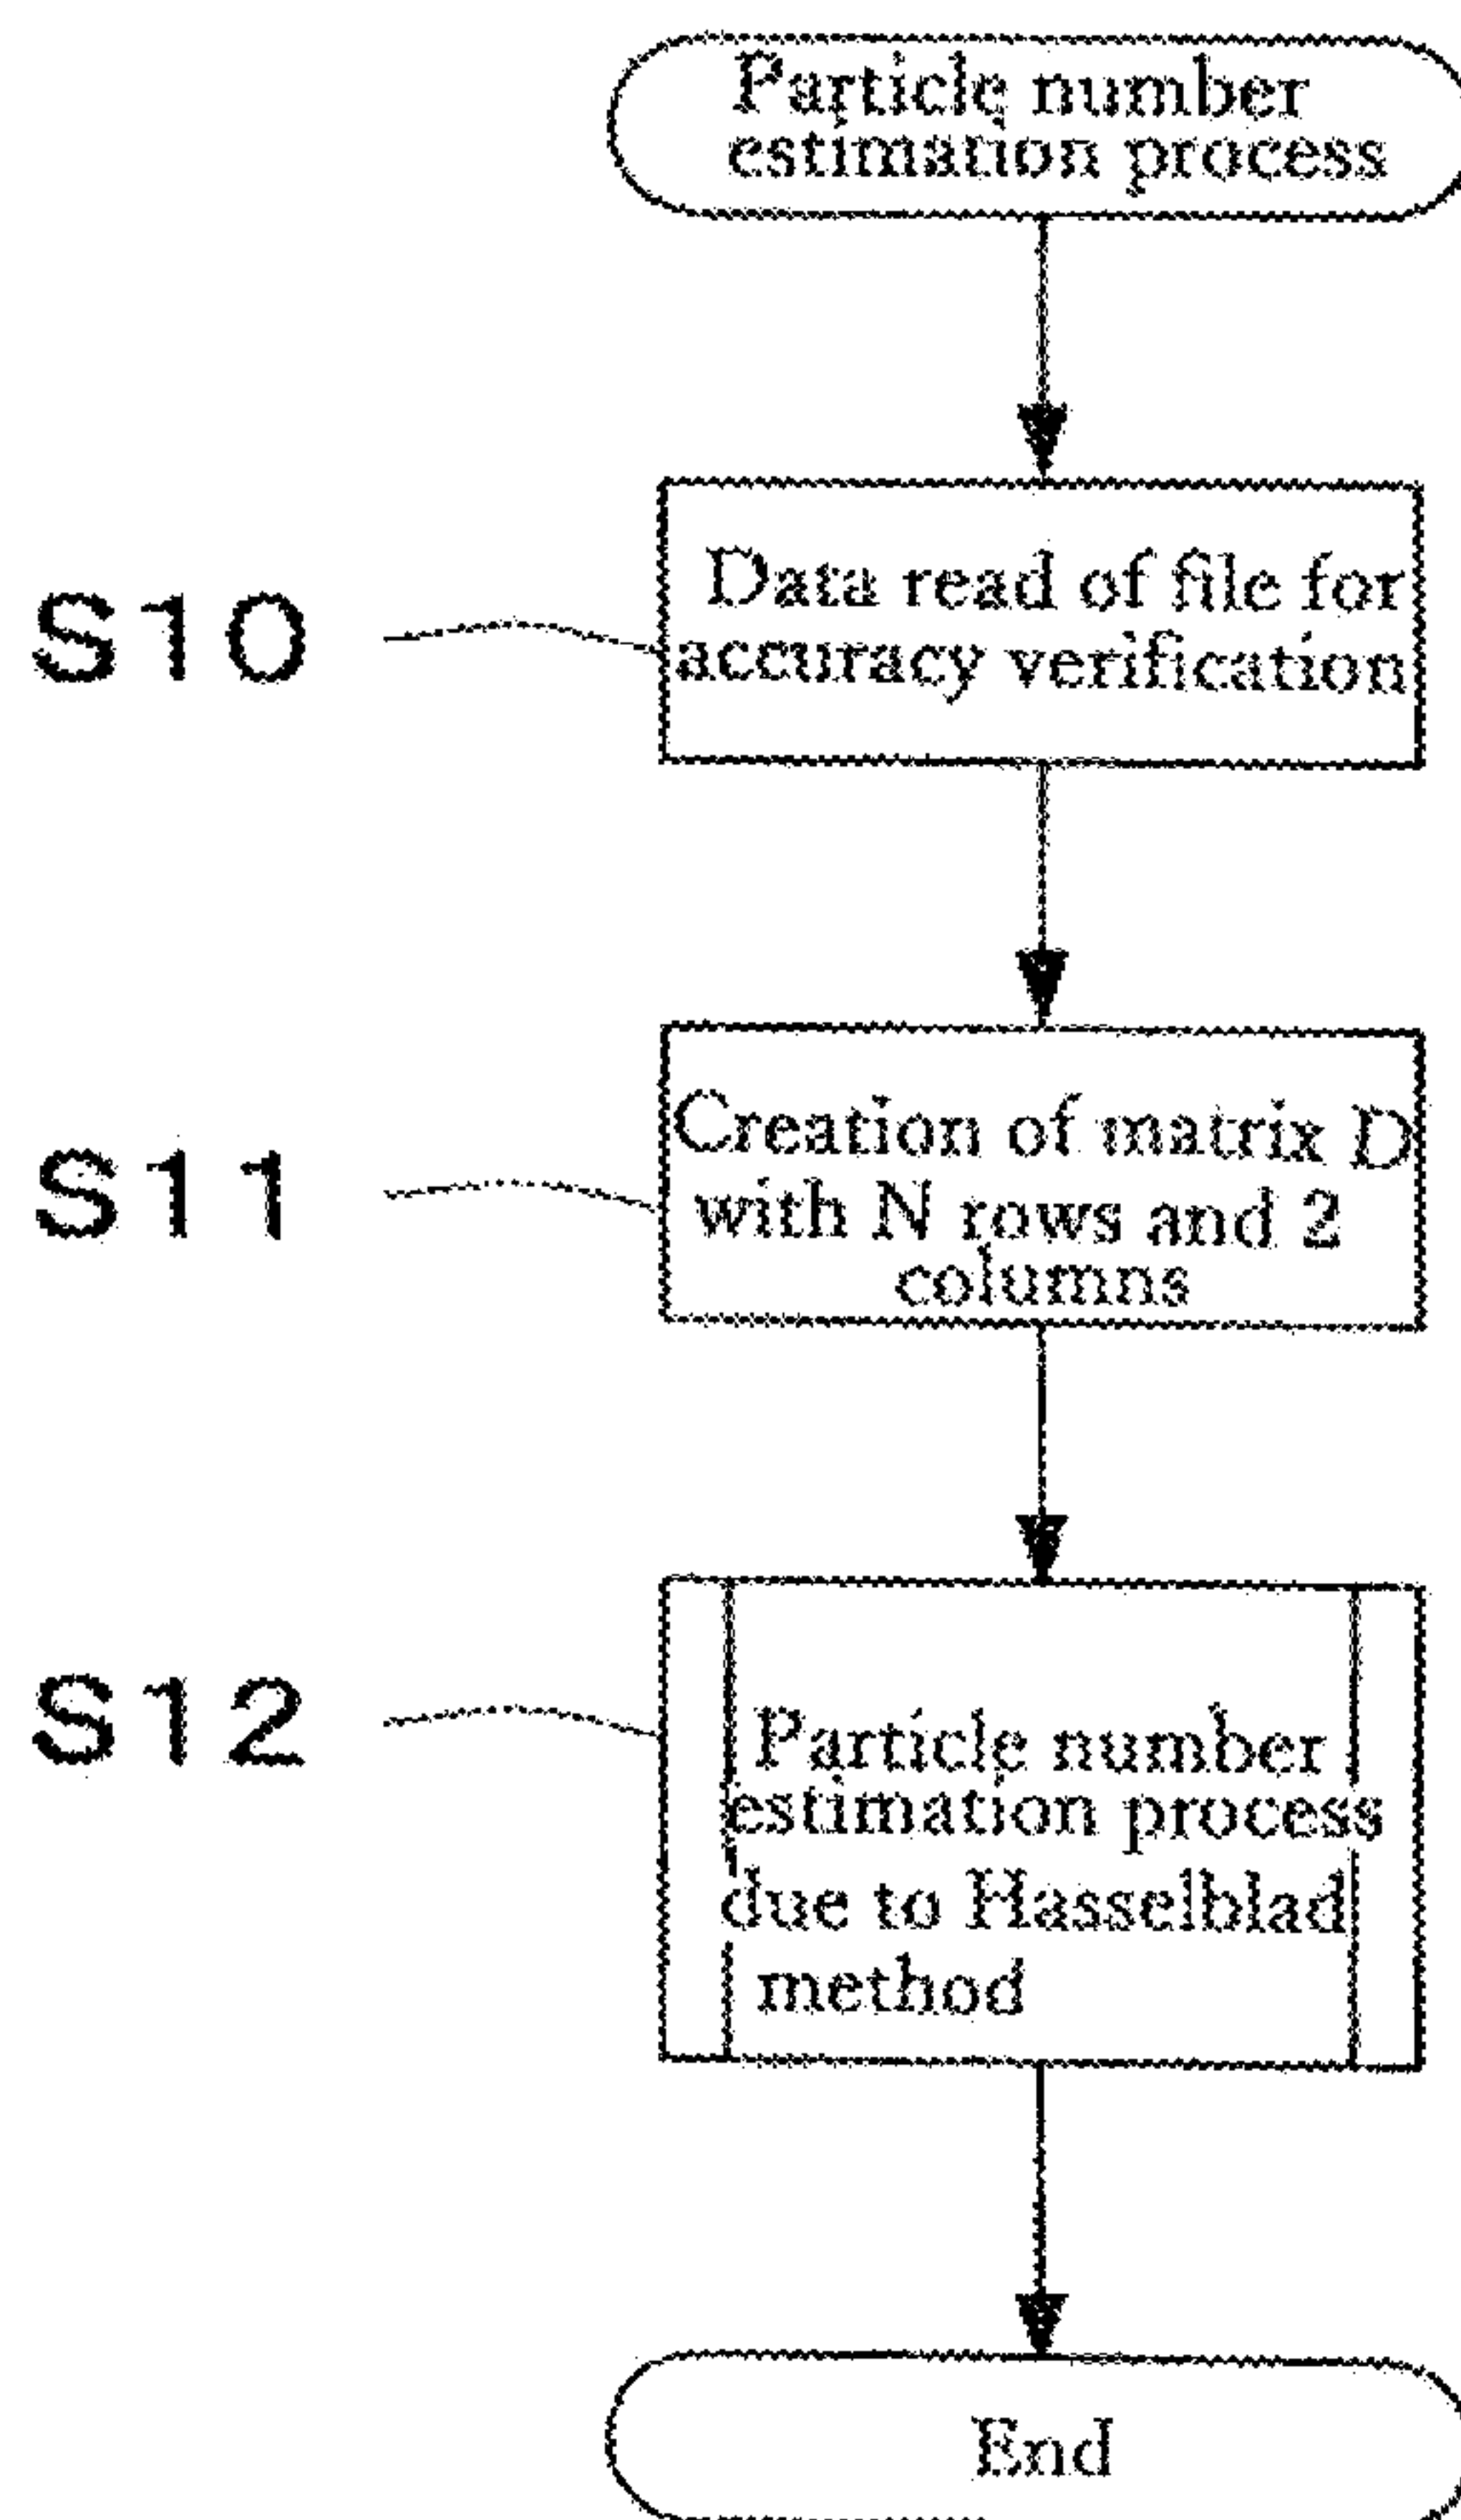 Particle number
estimation process
S10
Data read of file for
accuracy verification
S11
Creation of matrix D
with N rows and 2
columns
S12
Particle number
estimation process
due to Hasselblad
method
End